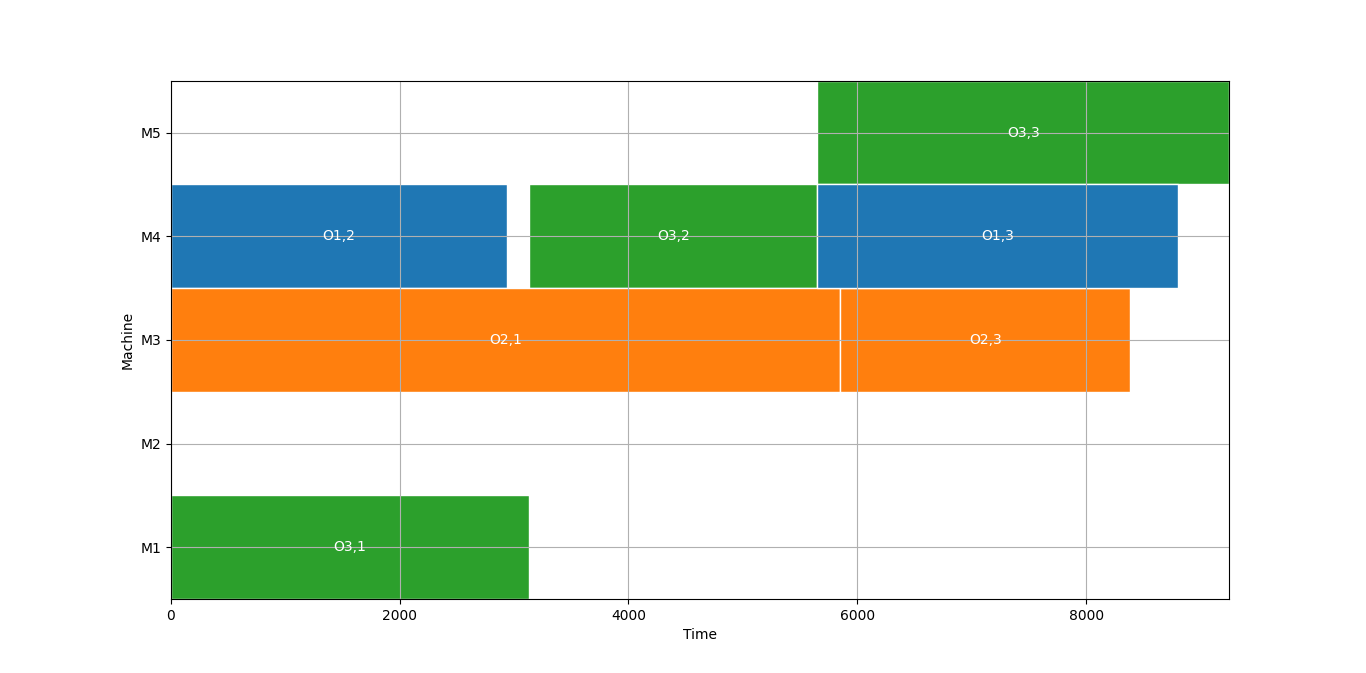 M5
O3,3
M4
O1,2
O3,2
O1,3
Machine
M3
O2,1
O2,3
M2
M1
O3,1
0
2000
4000
6000
8000
Time